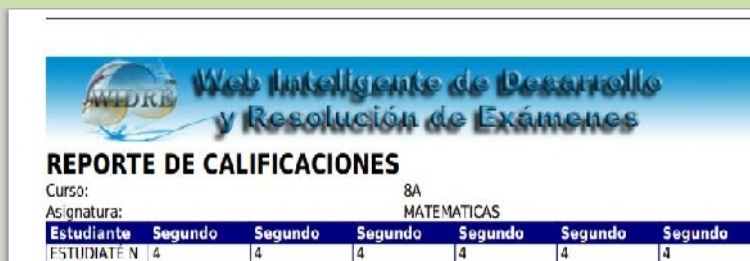 WIDRE
Web Inteligente de Desarrollo
y Resolución de Exámenes
REPORTE DE CALIFICACIONES
Curso: 8A
Asignatura: MATEMATICAS
Estudiante Segundo Segundo Segundo Segundo Segundo Segundo
ESTUDIATÉ N 4 4 4 4 4 4